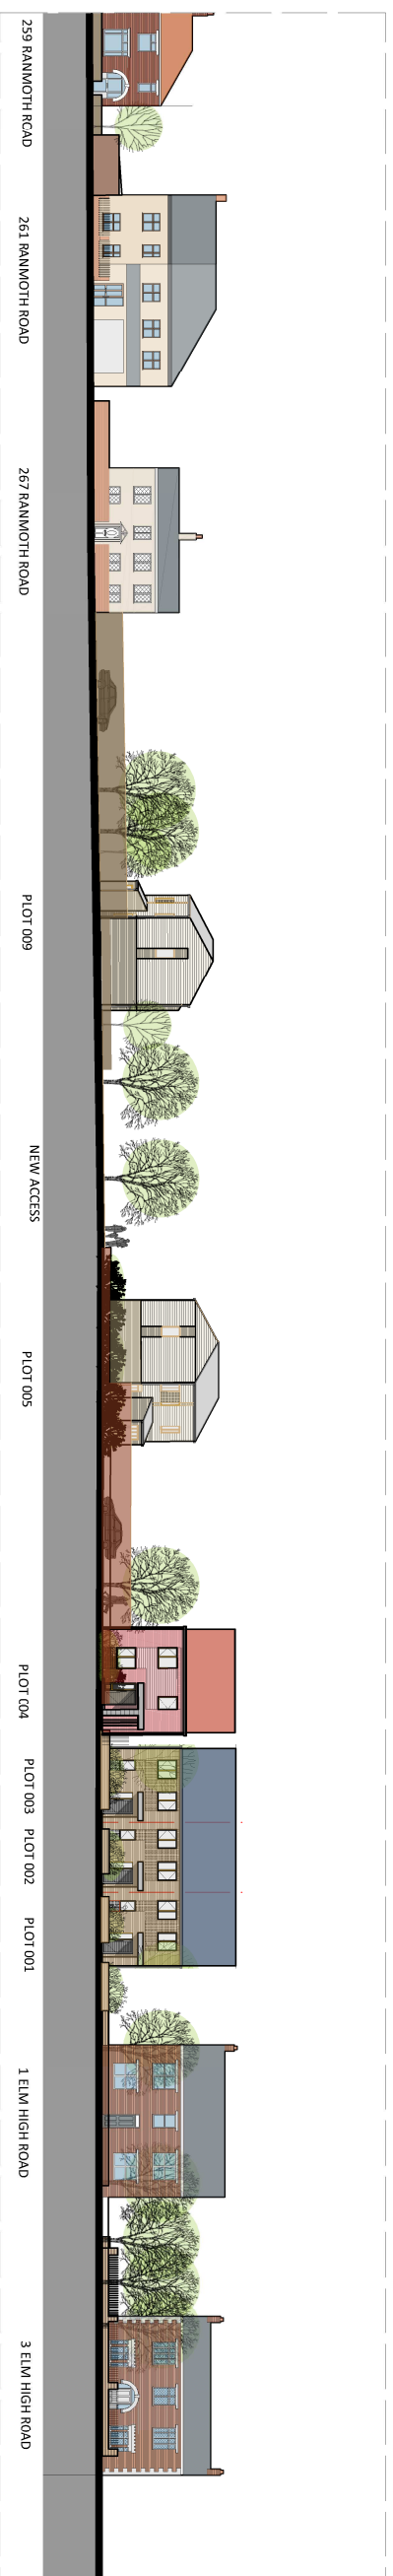 259 RANMOTH ROAD
261 RANMOTH ROAD
267 RANMOTH ROAD
PLOT 009
NEW ACCESS
PLOT 005
PLOT 004
PLOT 003
PLOT 002
PLOT 001
1 ELM HIGH ROAD
3 ELM HIGH ROAD